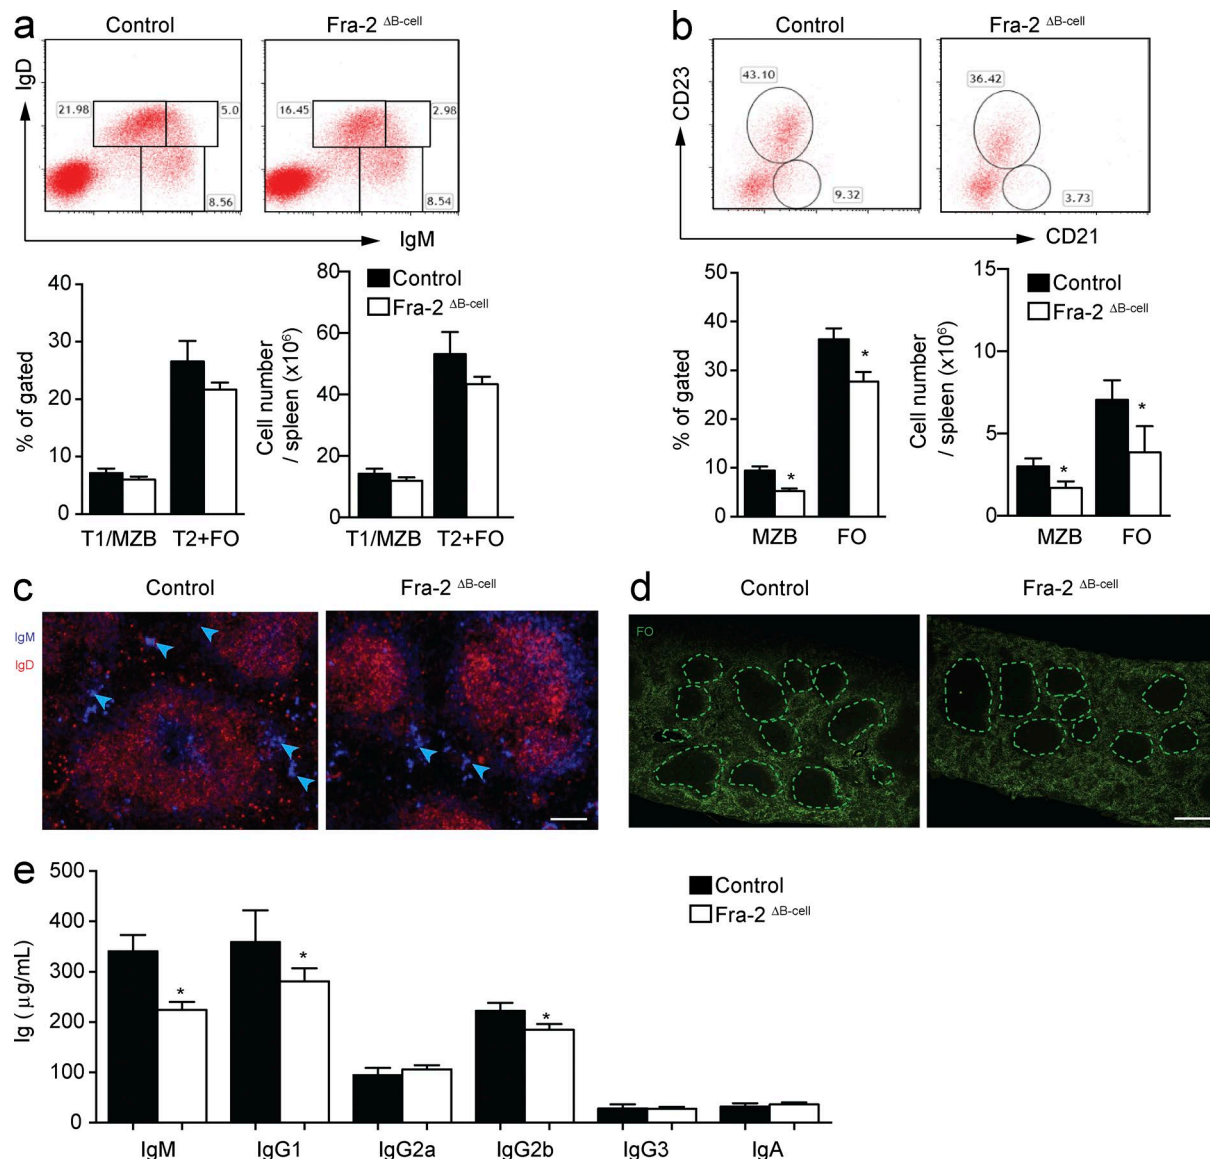 a
Control
Fra-2 ΔB-cell
IgD
21.98
5.0
8.56
16.45
2.98
8.54
IgM
% of gated
40
30
20
10
0
T1/MZB
T2+FO
Cell number
/ spleen (x10⁶)
80
60
40
20
0
Control
Fra-2 ΔB-cell
T1/MZB
T2+FO
b
Control
Fra-2 ΔB-cell
CD23
43.10
9.32
36.42
3.73
CD21
% of gated
50
40
30
20
10
0
*
*
MZB
FO
Cell number
/ spleen (x10⁶)
15
10
5
0
Control
Fra-2 ΔB-cell
*
*
MZB
FO
c
Control
Fra-2 ΔB-cell
IgM
IgD
d
Control
Fra-2 ΔB-cell
FO
e
Ig ( μg/mL)
500
400
300
200
100
0
Control
Fra-2 ΔB-cell
*
*
*
IgM
IgG1
IgG2a
IgG2b
IgG3
IgA